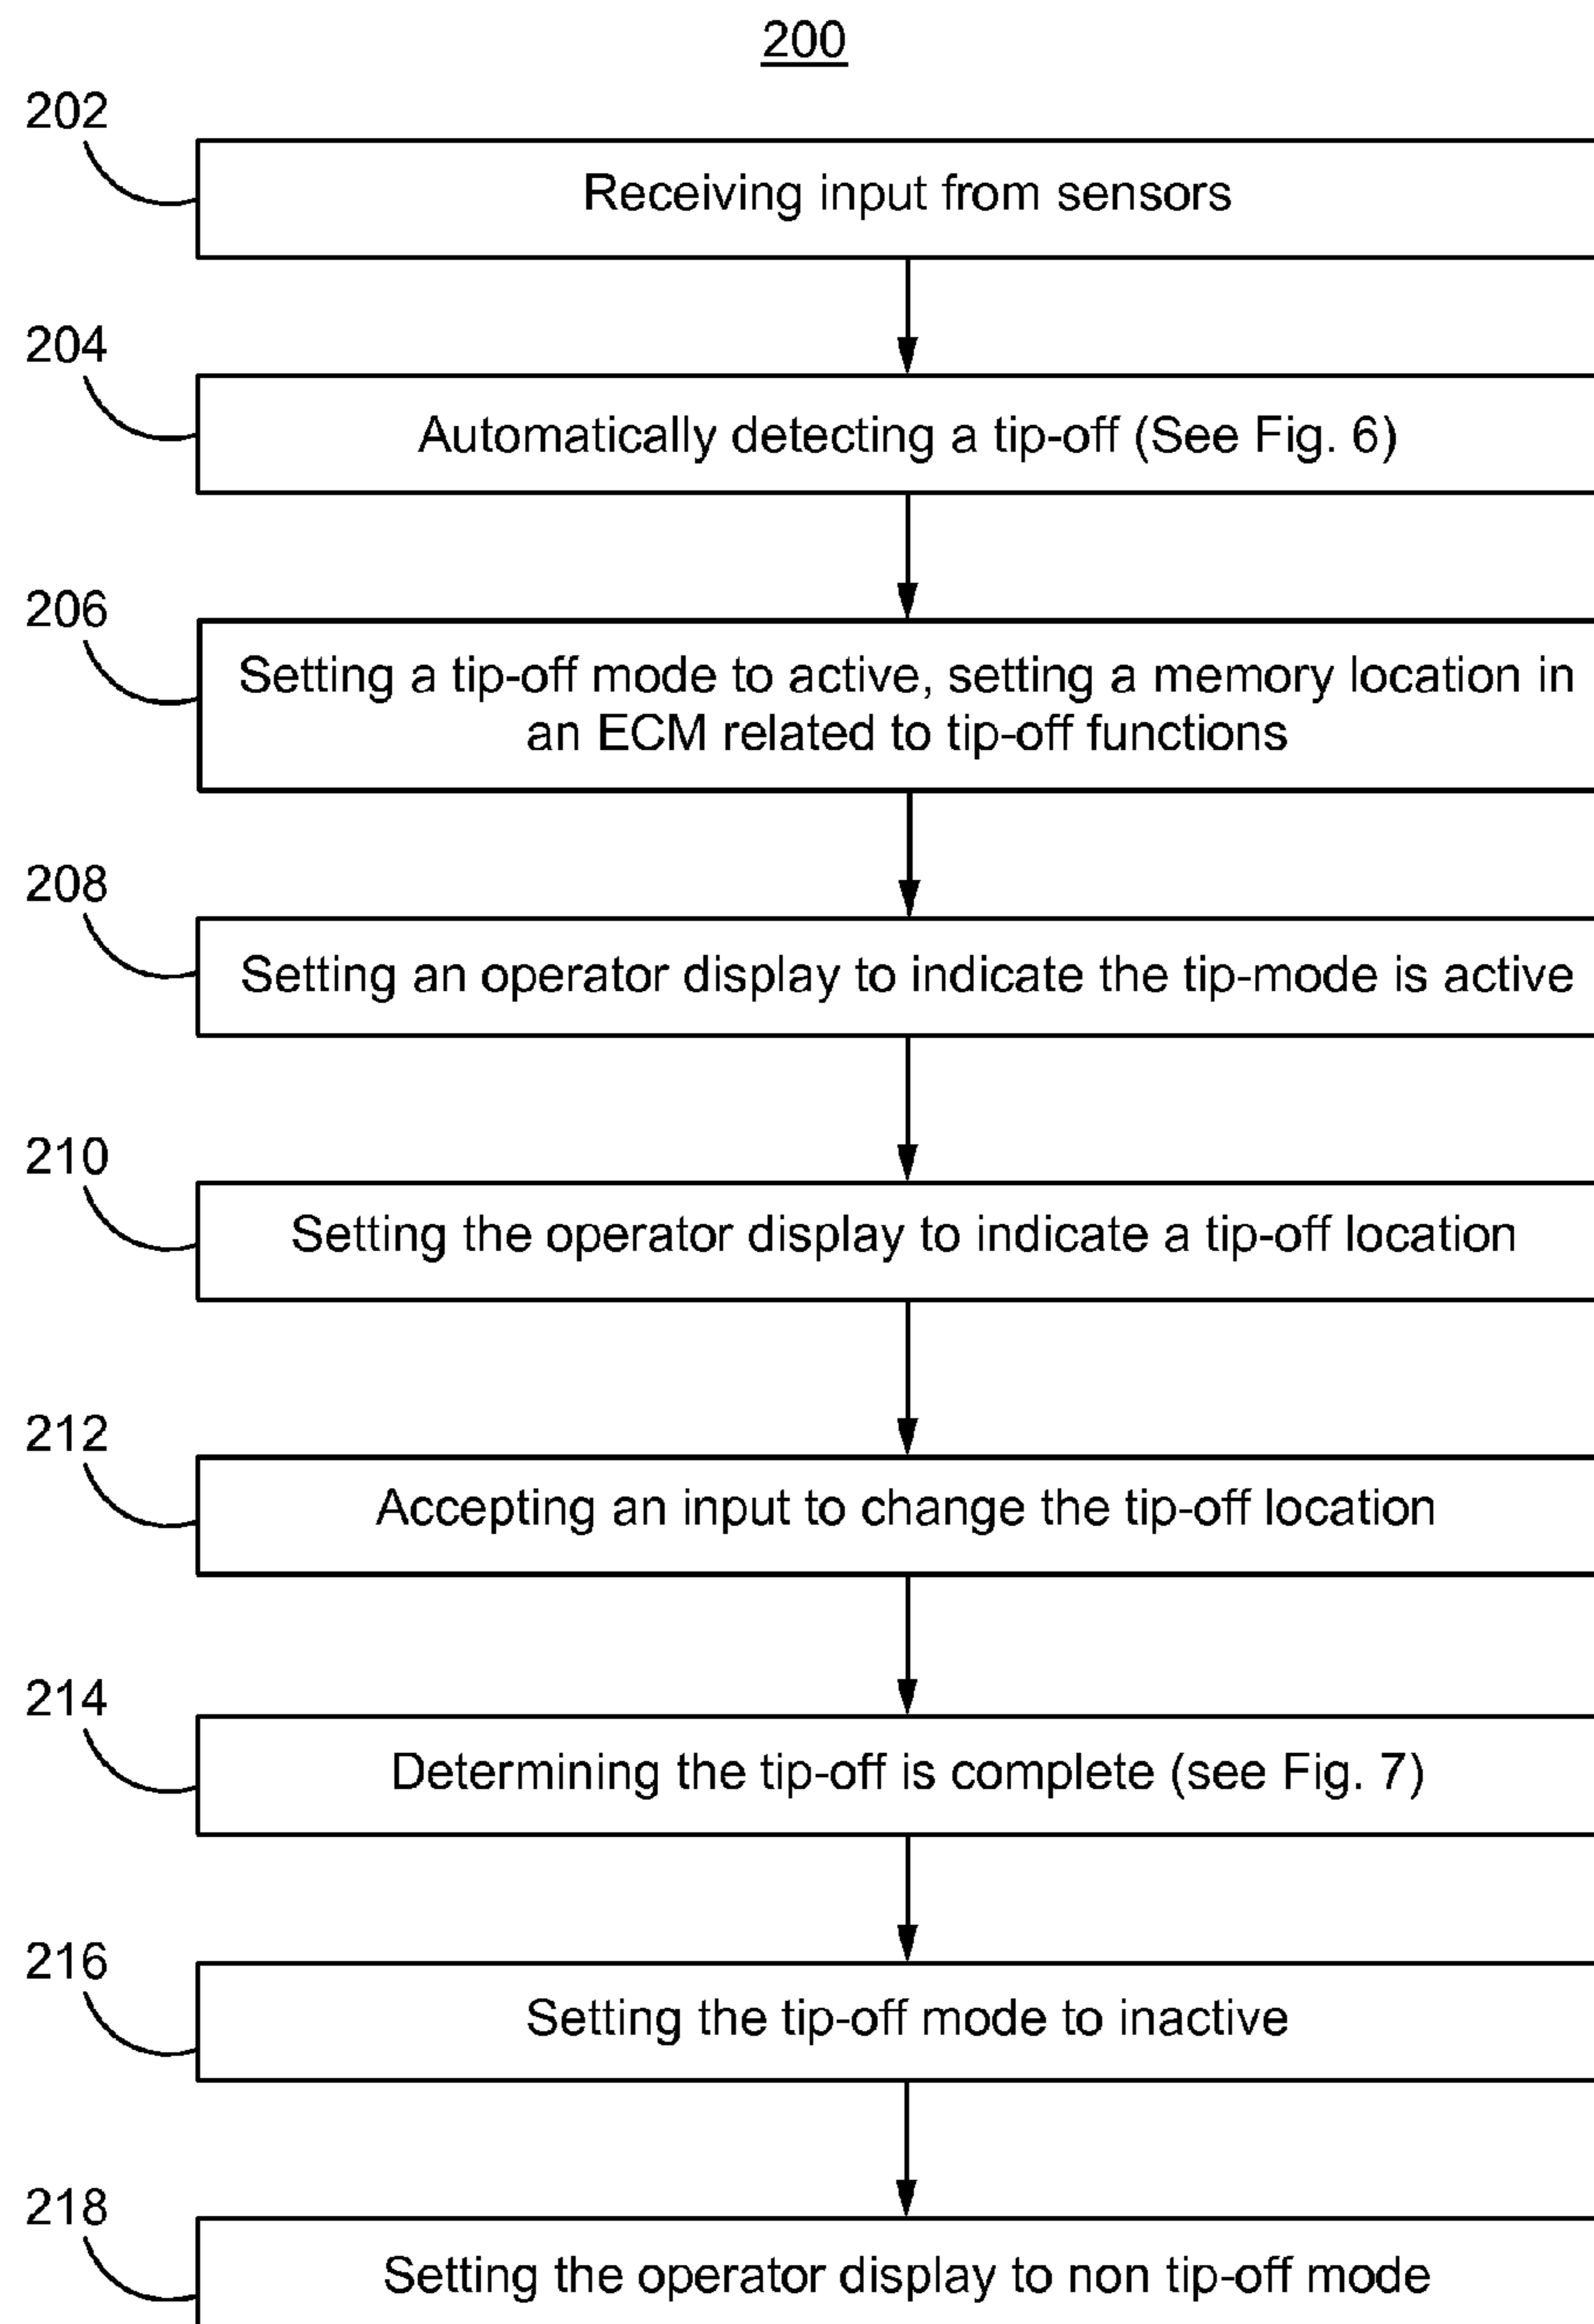 200
202
Receiving input from sensors
204
Automatically detecting a tip-off (See Fig. 6)
206
Setting a tip-off mode to active, setting a memory location in
an ECM related to tip-off functions
208
Setting an operator display to indicate the tip-mode is active
210
Setting the operator display to indicate a tip-off location
212
Accepting an input to change the tip-off location
214
Determining the tip-off is complete (see Fig. 7)
216
Setting the tip-off mode to inactive
218
Setting the operator display to non tip-off mode